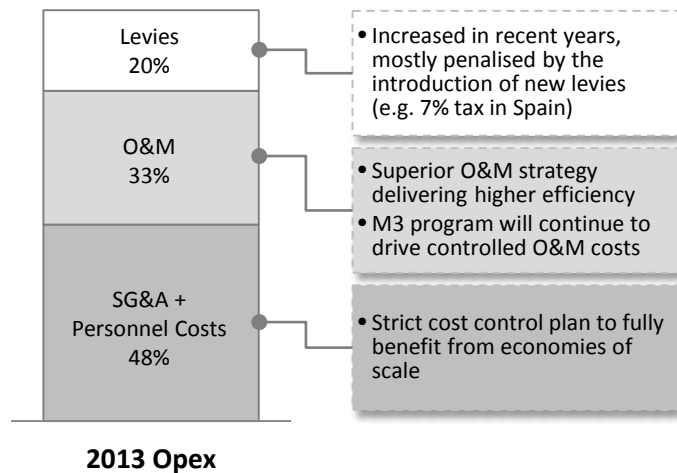 Levies
20%
• Increased in recent years,
mostly penalised by the
introduction of new levies
(e.g. 7% tax in Spain)
O&M
33%
• Superior O&M strategy
delivering higher efficiency
• M3 program will continue to
drive controlled O&M costs
SG&A +
Personnel Costs
48%
• Strict cost control plan to fully
benefit from economies of
scale
2013 Opex